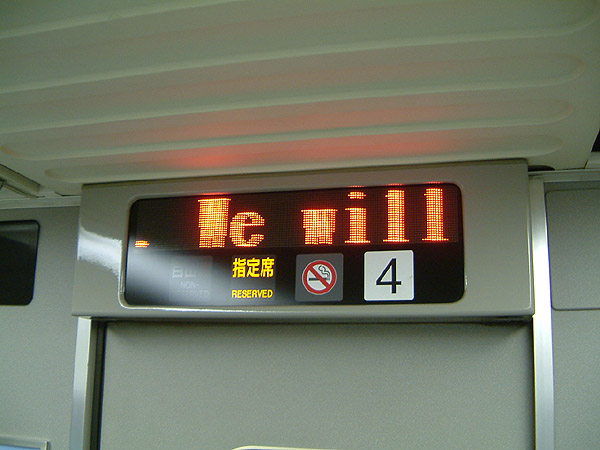 . We will
指定席
RESERVED
4